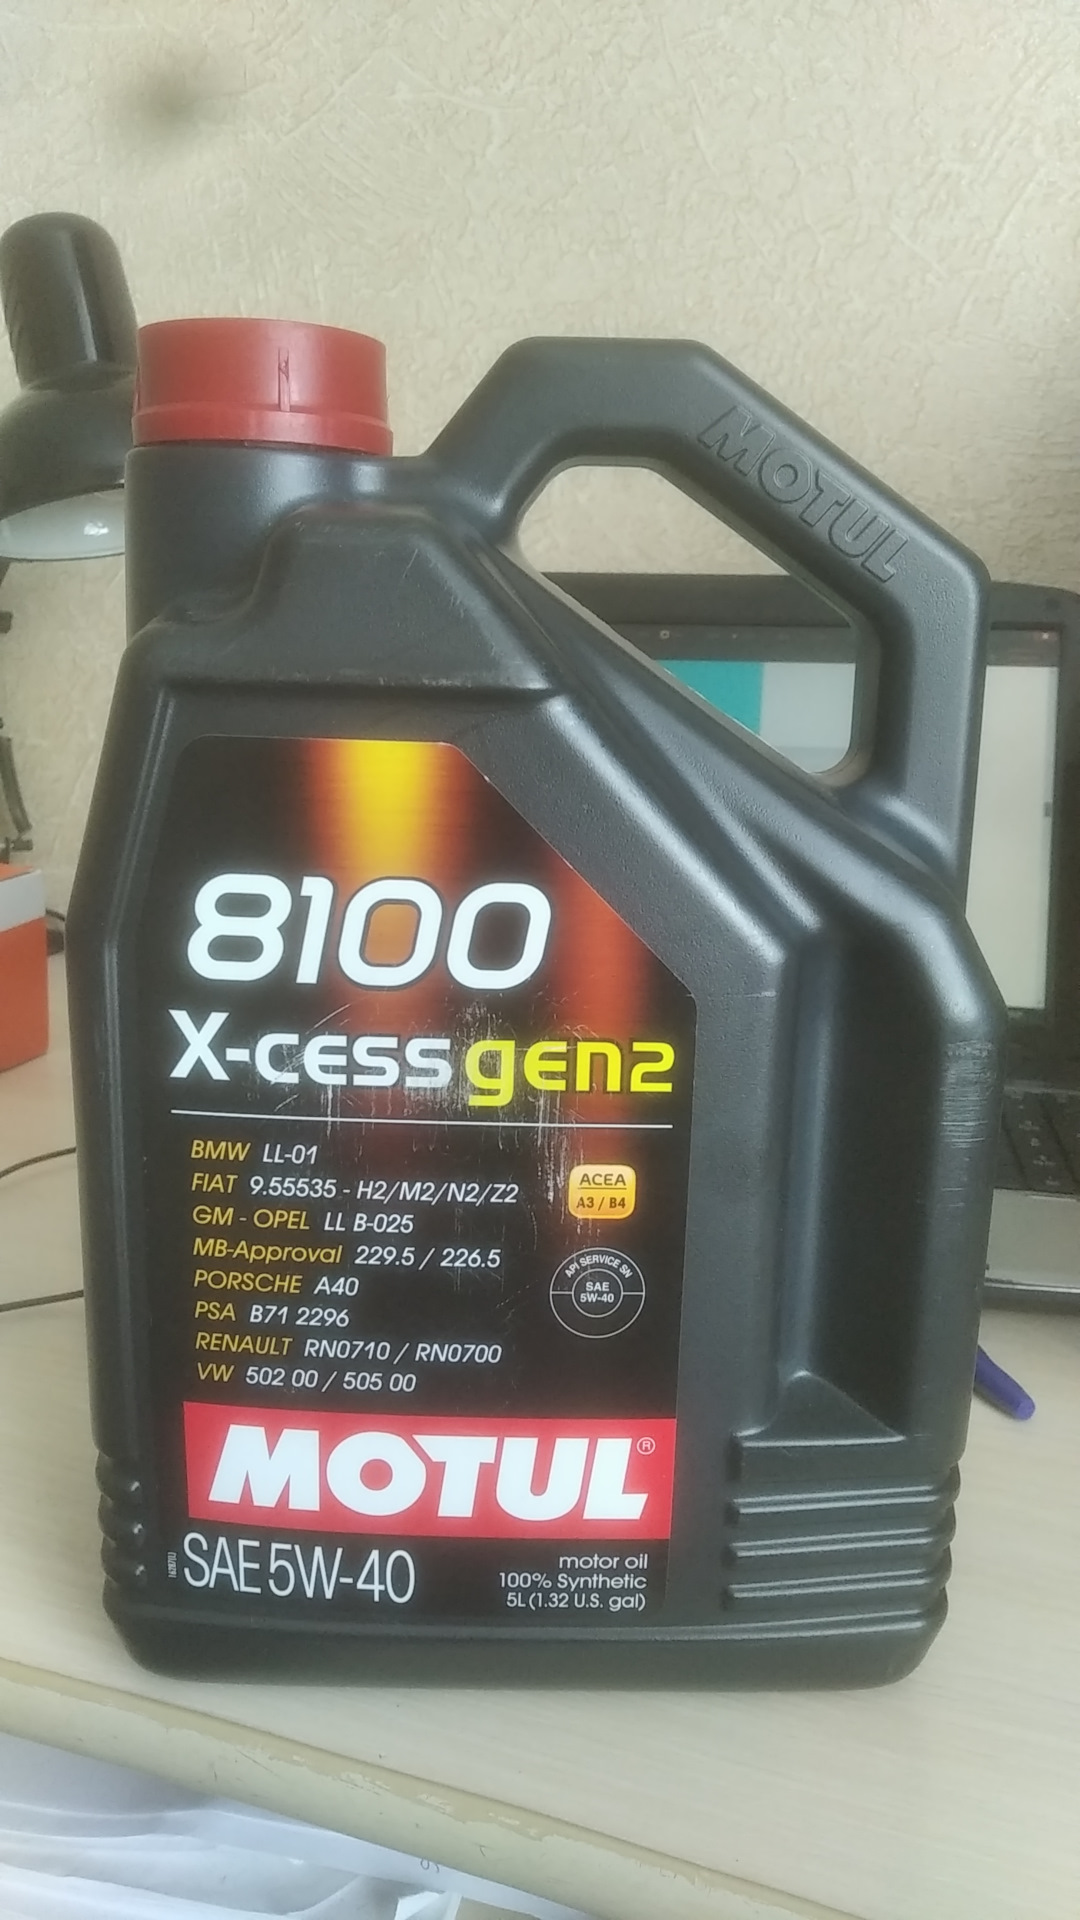 MOTUL
8100
X-cess gen2
BMW LL-01
FIAT 9.55535 - H2/M2/N2/Z2
GM - OPEL LL B-025
MB-Approval 229.5 / 226.5
PORSCHE A40
PSA B71 2296
RENAULT RN0710 / RN0700
VW 502 00 / 505 00
ACEA
A3 / B4
API SERVICE SN
SAE
5W-40
MOTUL®
SAE 5W-40
motor oil
100% Synthetic
5L (1.32 U.S. gal)